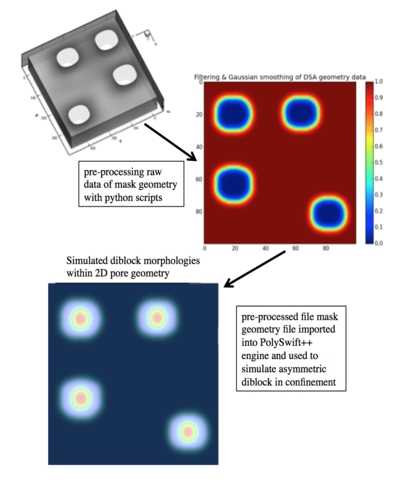 Filtering & Gaussian smoothing of DSA geometry data
1.0
0.9
0.8
0.7
0.6
0.5
0.4
0.3
0.2
0.1
0.0
0
20
40
60
80
0
20
40
60
80
pre-processing raw
data of mask geometry
with python scripts
Simulated diblock morphologies
within 2D pore geometry
pre-processed file mask
geometry file imported
into PolySwift++
engine and used to
simulate asymmetric
diblock in confinement